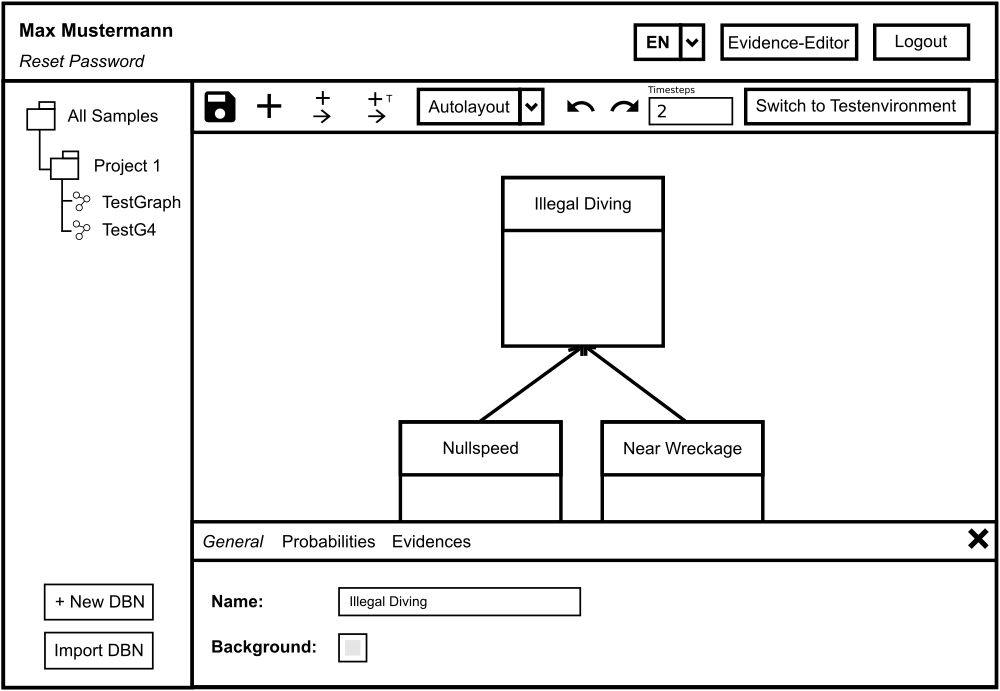 Max Mustermann
Reset Password
EN
Evidence-Editor
Logout
All Samples
Project 1
TestGraph
TestG4
+ New DBN
Import DBN
T
Autolayout
Timesteps
2
Switch to Testenvironment
Illegal Diving
Nullspeed
Near Wreckage
General Probabilities Evidences
Name: Illegal Diving
Background: